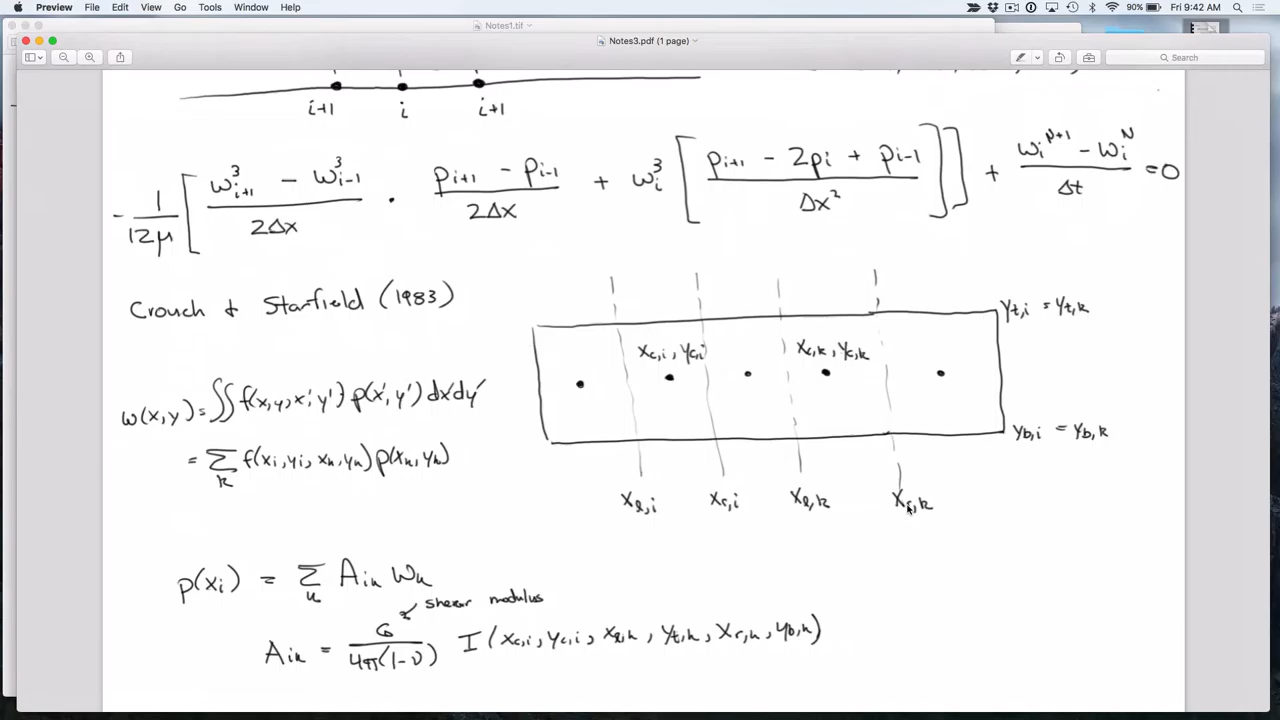 Preview File Edit View Go Tools Window Help 90% Fri 9:42 AM
Notes1.tif
Notes3.pdf (1 page)
Search
i+1 i i+1
- 1/12μ [ (w³i+1 - w³i-1)/2Δx · (pi+1 - pi-1)/2Δx + wi³ [ (pi+1 - 2pi + pi-1)/Δx² ] ] + (wi^N+1 - wi^N)/Δt = 0
Crouch & Starfield (1983)
yt,i = yt,k
xc,i, yc,i xc,k, yc,k
w(x,y) = ∬ f(x,y,x',y') p(x',y') dx'dy'
yb,i = yb,k
= Σk f(xi,yi,xk,yk) p(xk,yk)
xl,i xr,i xl,k xr,k
p(xi) = Σk Aik wk
shear modulus
Aik = G/4π(1-ν) I(xc,i, yc,i, xl,k, yt,k, xr,k, yb,k)